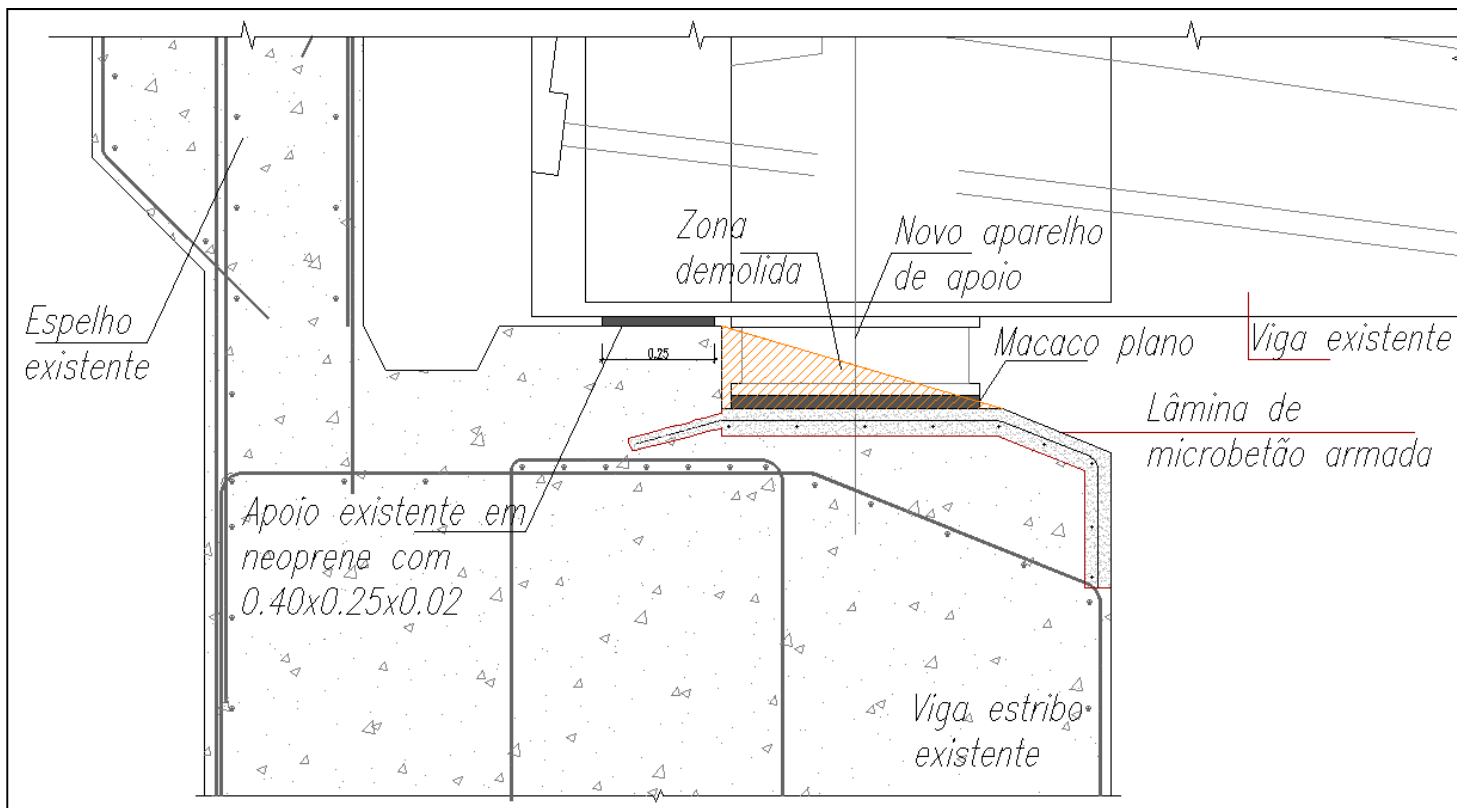 Zona
demolida
Novo aparelho
de apoio
Espelho
existente
0.25
Macaco plano
Viga existente
Lâmina de
microbetão armada
Apoio existente em
neoprene com
0.40x0.25x0.02
Viga estribo
existente